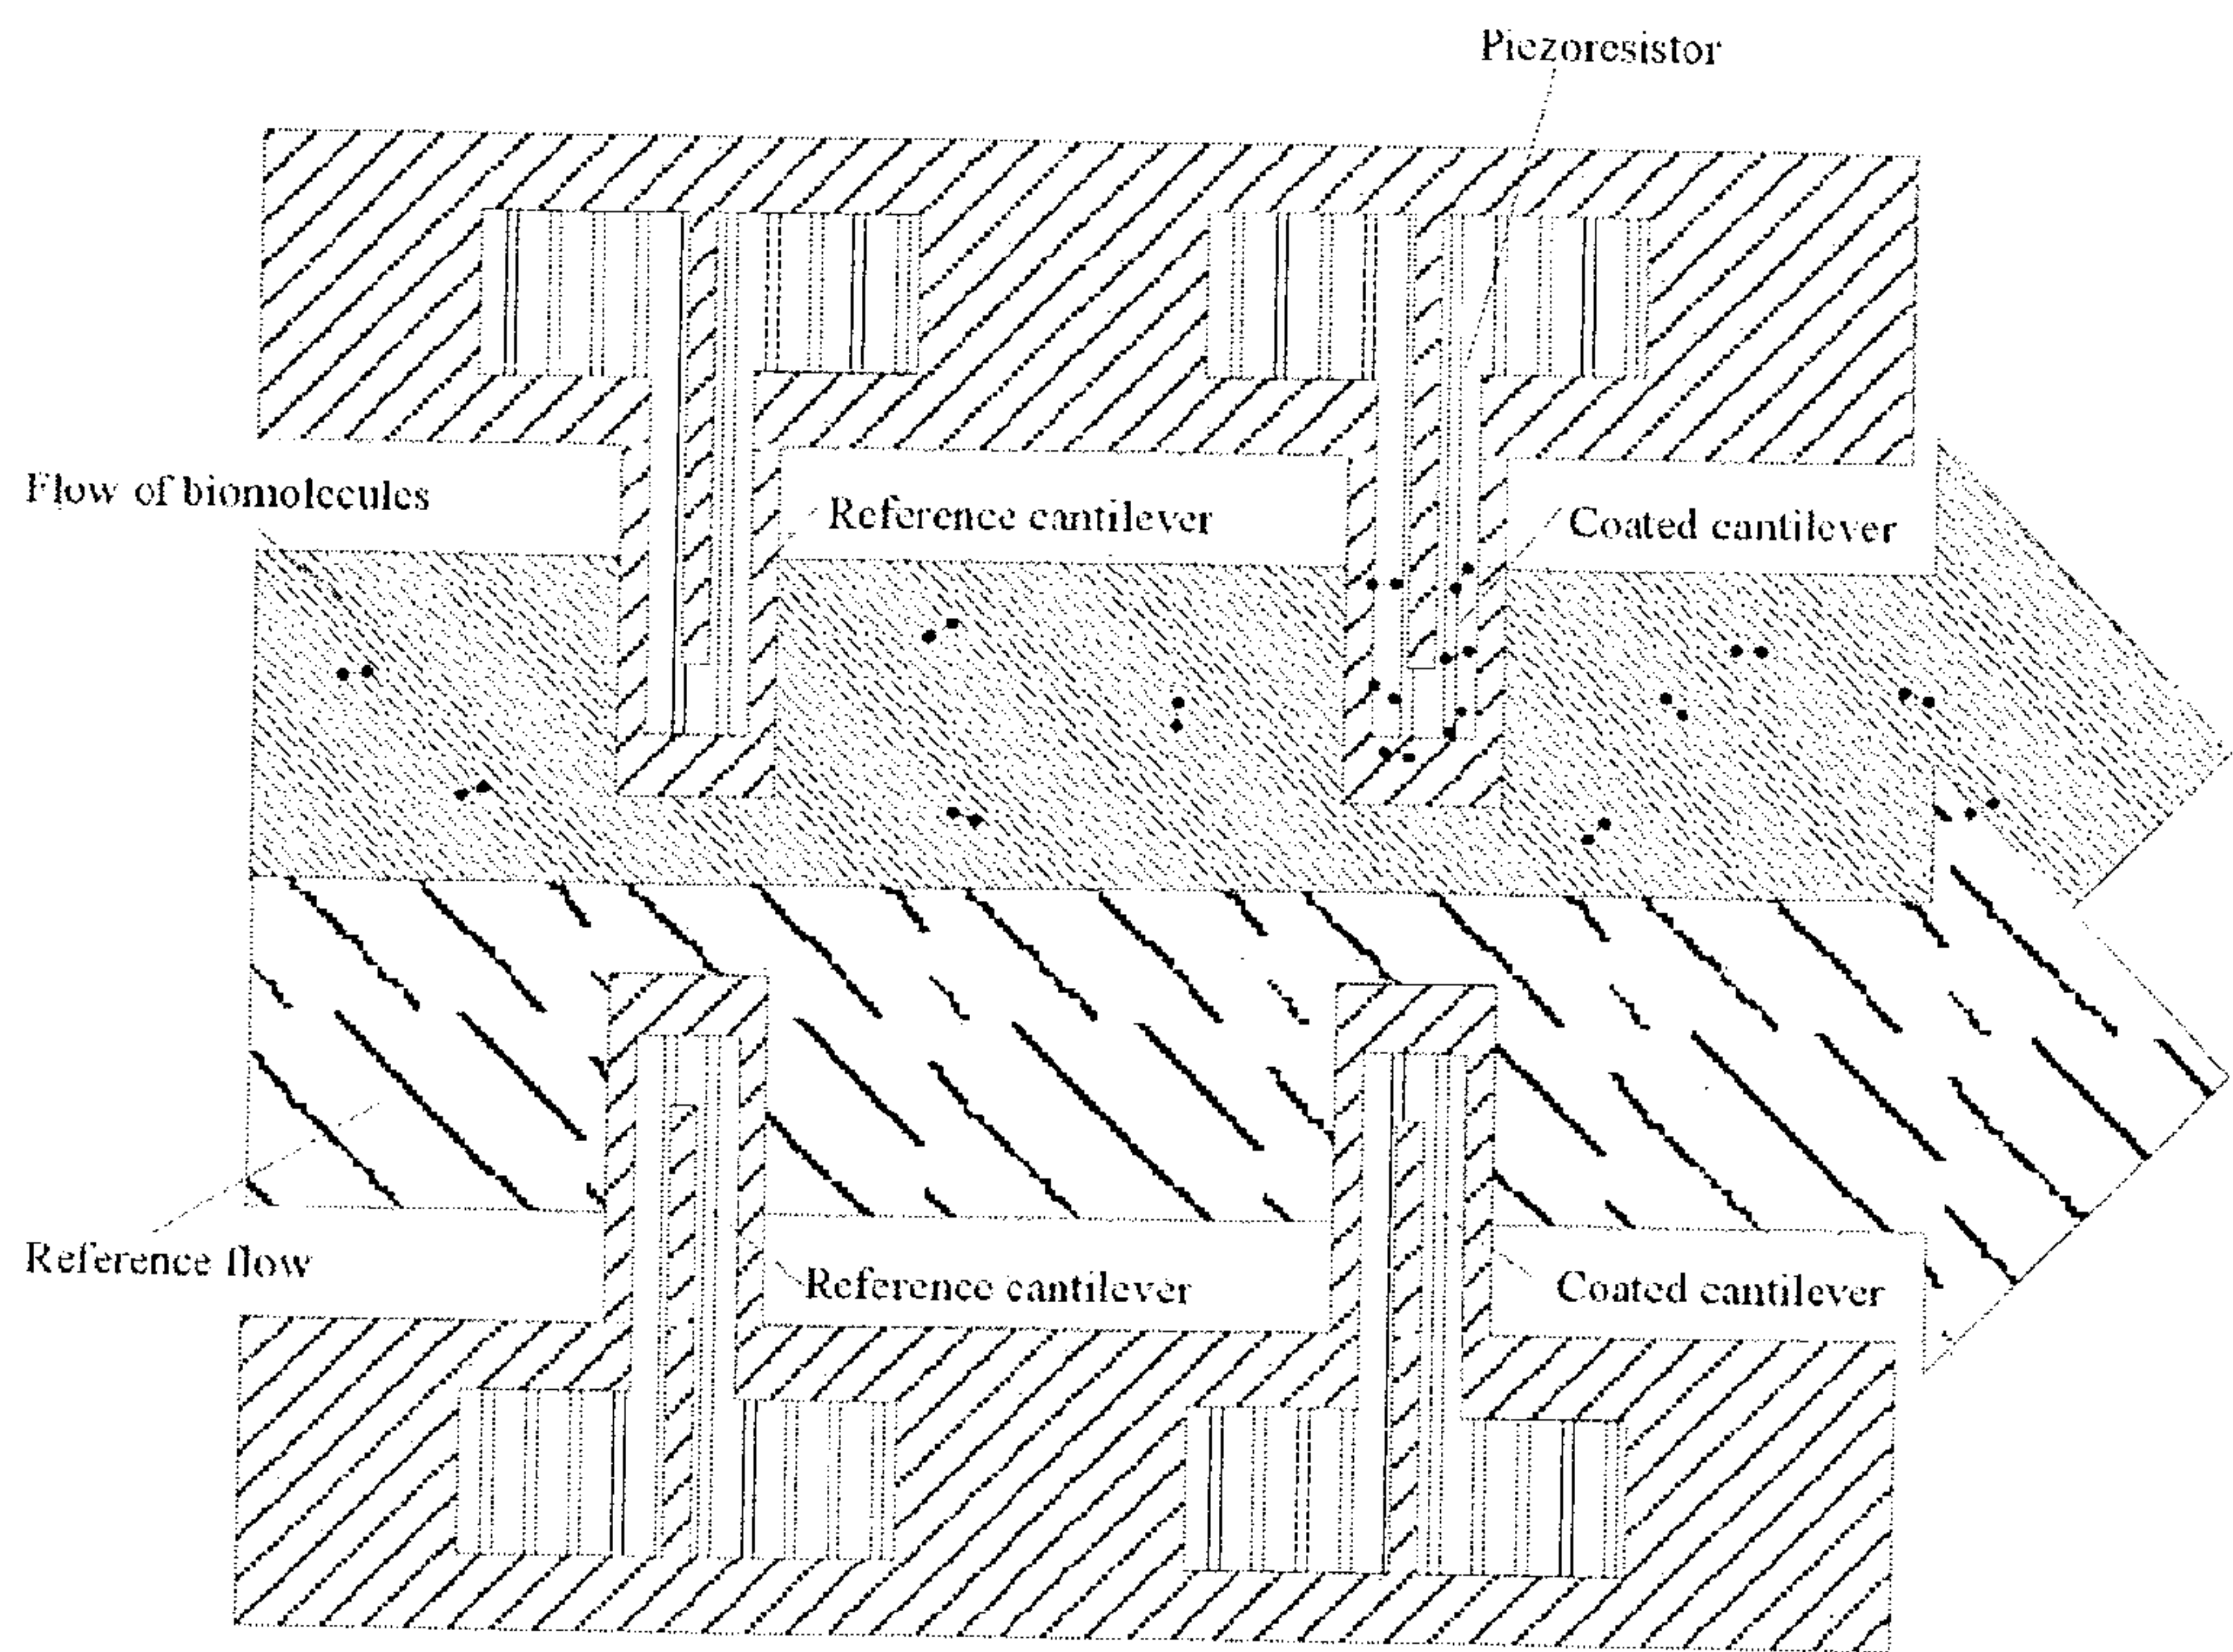 Piezoresistor
Flow of biomolecules
Reference cantilever
Coated cantilever
Reference flow
Reference cantilever
Coated cantilever